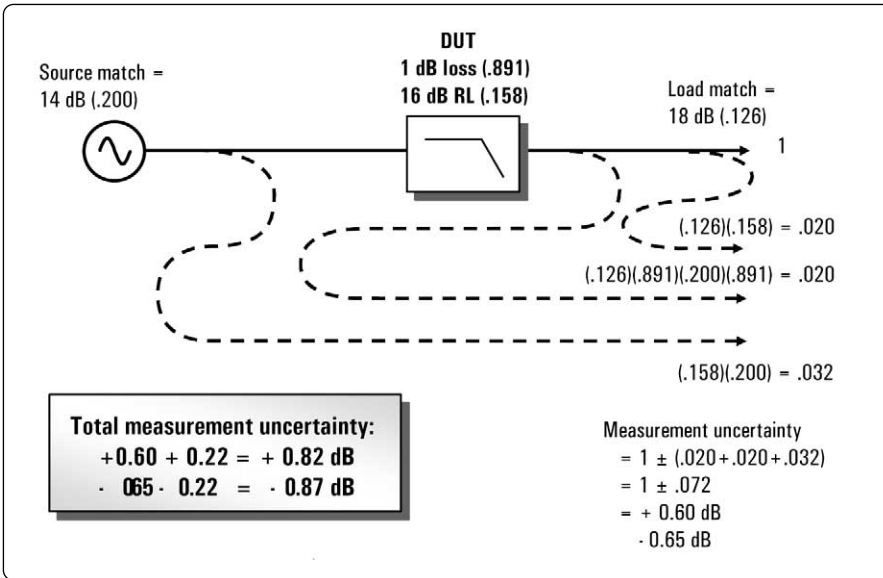 DUT
1 dB loss (.891)
16 dB RL (.158)
Source match =
14 dB (.200)
Load match =
18 dB (.126)
1
(.126)(.158) = .020
(.126)(.891)(.200)(.891) = .020
(.158)(.200) = .032
Total measurement uncertainty:
+0.60 + 0.22 = + 0.82 dB
- 065 - 0.22 = - 0.87 dB
Measurement uncertainty
= 1 ± (.020+.020+.032)
= 1 ± .072
= + 0.60 dB
- 0.65 dB